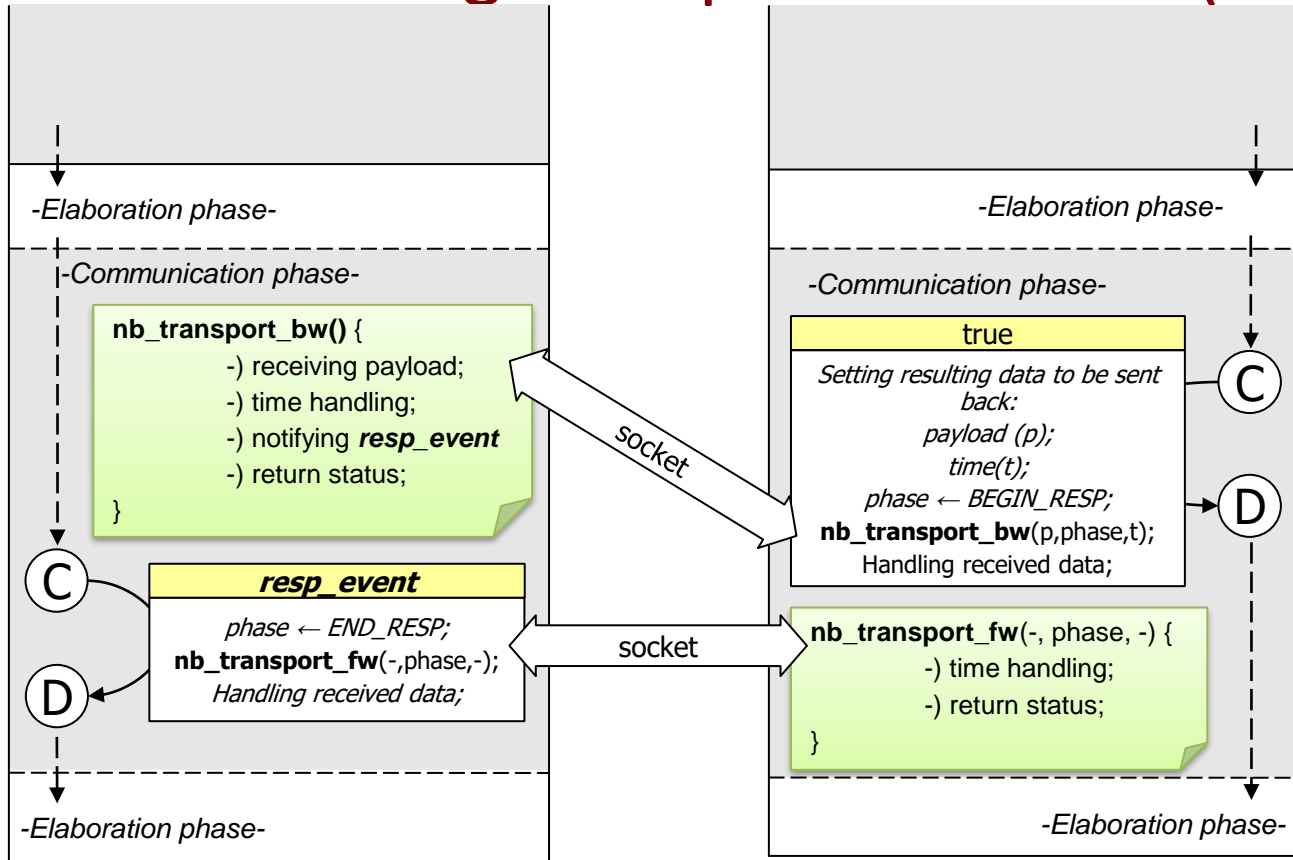 -Elaboration phase-
-Communication phase-
nb_transport_bw() {
-) receiving payload;
-) time handling;
-) notifying resp_event
-) return status;
}
C
resp_event
phase ← END_RESP;
nb_transport_fw(-,phase,-);
Handling received data;
D
-Elaboration phase-
socket
socket
-Elaboration phase-
-Communication phase-
true
Setting resulting data to be sent
back:
payload (p);
time(t);
phase ← BEGIN_RESP;
nb_transport_bw(p,phase,t);
Handling received data;
C
D
nb_transport_fw(-, phase, -) {
-) time handling;
-) return status;
}
-Elaboration phase-